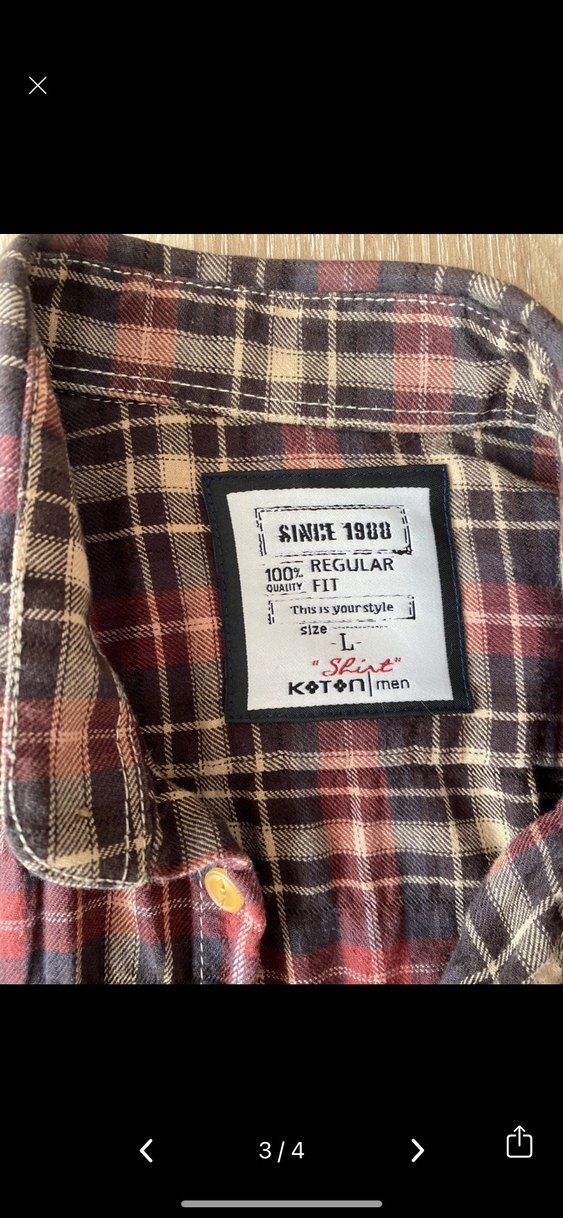 SINCE 1988
100% QUALITY
REGULAR FIT
This is your style
size
-L-
"Shirt"
KOTON | men
3 / 4